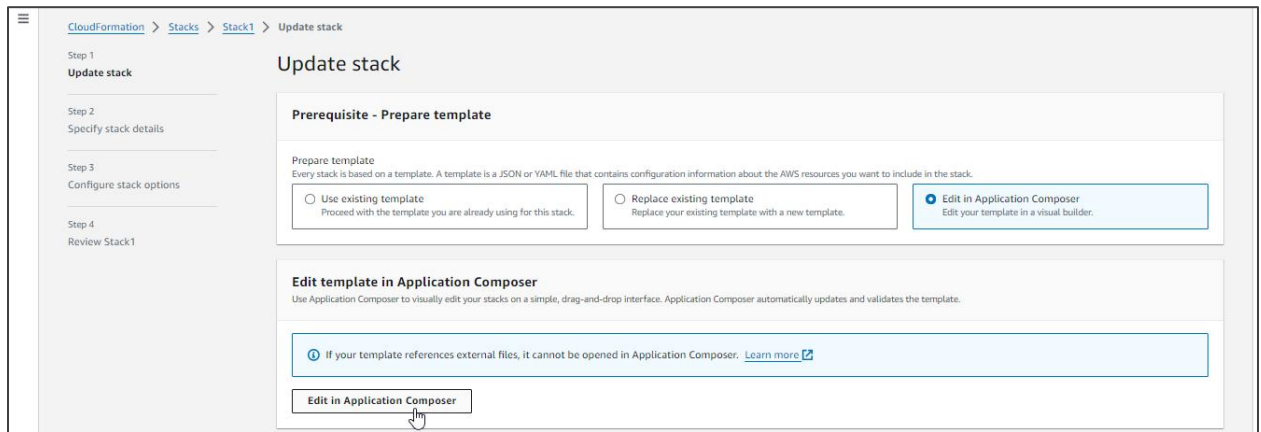 CloudFormation > Stacks > Stack1 > Update stack
Step 1
Update stack
Step 2
Specify stack details
Step 3
Configure stack options
Step 4
Review Stack1
Update stack
Prerequisite - Prepare template
Prepare template
Every stack is based on a template. A template is a JSON or YAML file that contains configuration information about the AWS resources you want to include in the stack.
Use existing template
Proceed with the template you are already using for this stack.
Replace existing template
Replace your existing template with a new template.
Edit in Application Composer
Edit your template in a visual builder.
Edit template in Application Composer
Use Application Composer to visually edit your stacks on a simple, drag-and-drop interface. Application Composer automatically updates and validates the template.
If your template references external files, it cannot be opened in Application Composer. Learn more
Edit in Application Composer